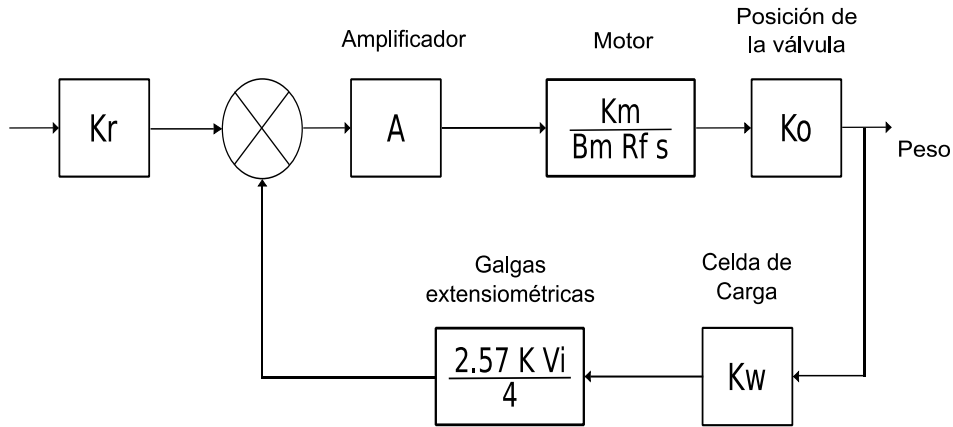 Amplificador
Motor
Posición de
la válvula
Kr
A
Km
Bm Rf s
Ko
Peso
Galgas
extensiométricas
Celda de
Carga
2.57 K Vi
4
Kw